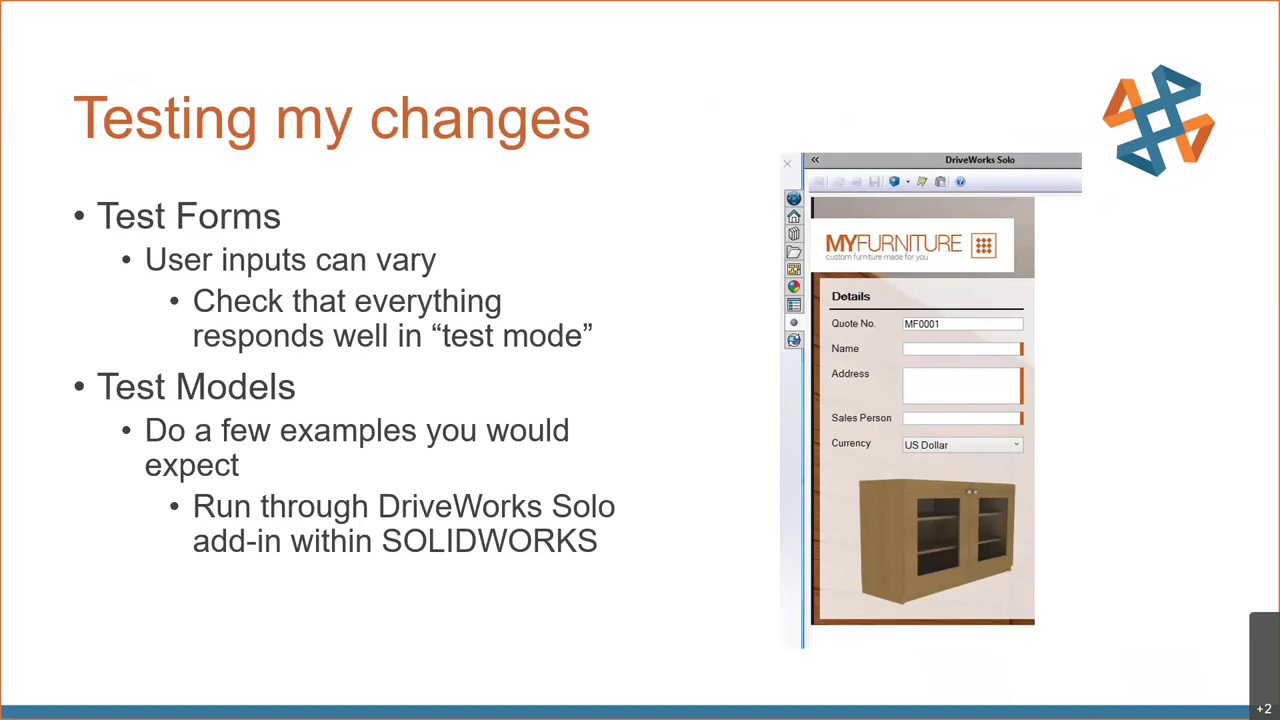 Testing my changes
• Test Forms
• User inputs can vary
• Check that everything
responds well in “test mode”
• Test Models
• Do a few examples you would
expect
• Run through DriveWorks Solo
add-in within SOLIDWORKS
DriveWorks Solo
MYFURNITURE
custom furniture made for you
Details
Quote No. MF0001
Name
Address
Sales Person
Currency US Dollar
+2